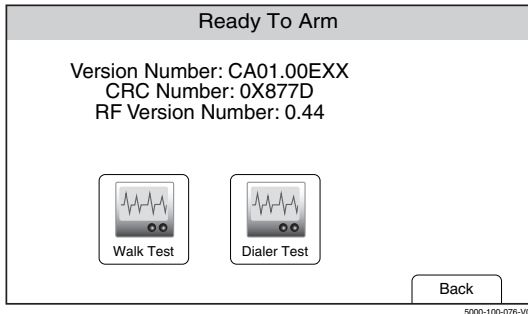 Ready To Arm
Version Number: CA01.00EXX
CRC Number: 0X877D
RF Version Number: 0.44
Walk Test
Dialer Test
Back